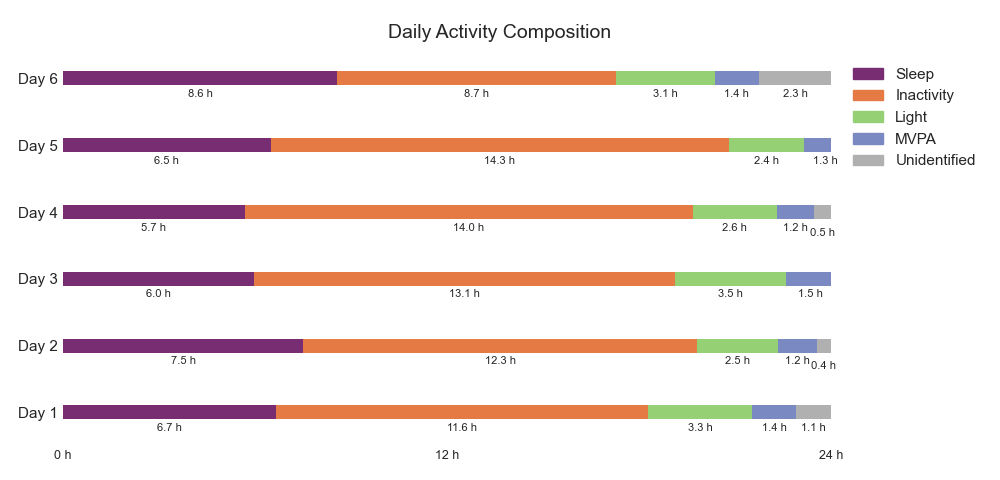 Daily Activity Composition
Day 6
8.6 h 8.7 h 3.1 h 1.4 h 2.3 h
Day 5
6.5 h 14.3 h 2.4 h 1.3 h
Day 4
5.7 h 14.0 h 2.6 h 1.2 h 0.5 h
Day 3
6.0 h 13.1 h 3.5 h 1.5 h
Day 2
7.5 h 12.3 h 2.5 h 1.2 h 0.4 h
Day 1
6.7 h 11.6 h 3.3 h 1.4 h 1.1 h
0 h 12 h 24 h
Sleep
Inactivity
Light
MVPA
Unidentified